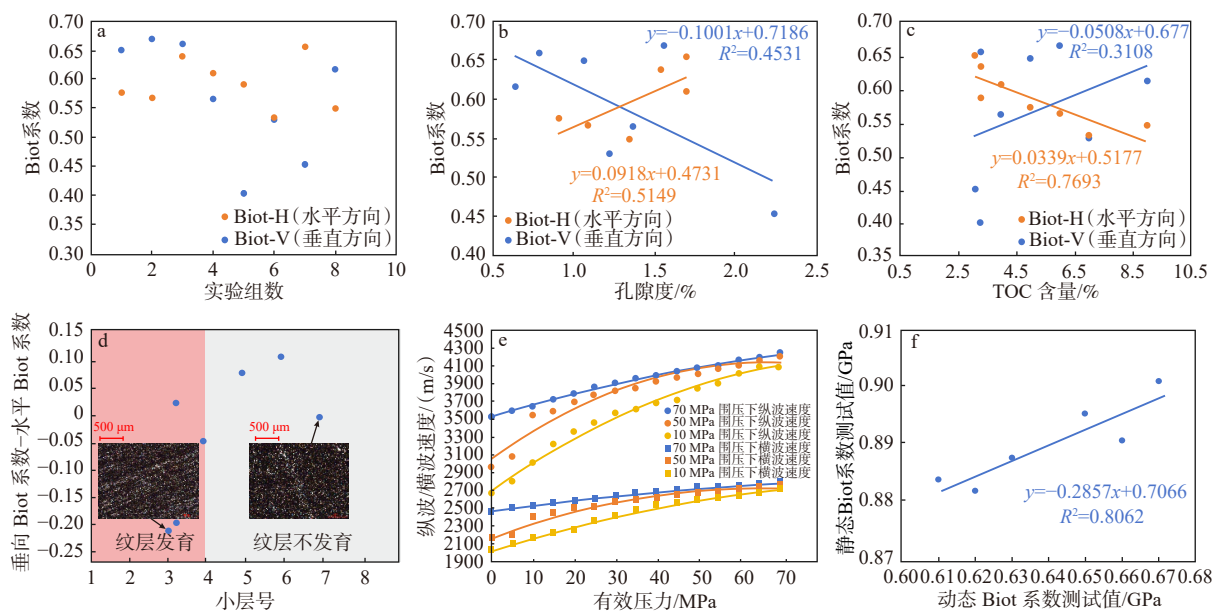 a
0.70
0.65
0.60
0.55
0.50
0.45
0.40
0.35
0.30
Biot系数
Biot-H（水平方向）
Biot-V（垂直方向）
0 2 4 6 8 10
实验组数
b
0.70
0.65
0.60
0.55
0.50
0.45
0.40
Biot系数
y=−0.1001x+0.7186
R²=0.4531
y=0.0918x+0.4731
R²=0.5149
Biot-H（水平方向）
Biot-V（垂直方向）
0.5 1.0 1.5 2.0 2.5
孔隙度/%
c
0.70
0.65
0.60
0.55
0.50
0.45
0.40
0.35
Biot系数
y=−0.0508x+0.677
R²=0.3108
y=0.0339x+0.5177
R²=0.7693
Biot-H（水平方向）
Biot-V（垂直方向）
0.5 2.5 4.5 6.5 8.5 10.5
TOC 含量/%
d
0.15
0.10
0.05
0
−0.05
−0.10
−0.15
−0.20
−0.25
垂向 Biot 系数−水平 Biot 系数
500 μm
500 μm
纹层发育
纹层不发育
1 2 3 4 5 6 7 8
小层号
e
4500
4300
4100
3900
3700
3500
3300
3100
2900
2700
2500
2300
2100
1900
纵波/横波速度/（m/s）
70 MPa 围压下纵波速度
50 MPa 围压下纵波速度
10 MPa 围压下纵波速度
70 MPa 围压下横波速度
50 MPa 围压下横波速度
10 MPa 围压下横波速度
0 10 20 30 40 50 60 70
有效压力/MPa
f
0.91
0.90
0.89
0.88
0.87
静态Biot系数测试值/GPa
y=−0.2857x+0.7066
R²=0.8062
0.60 0.61 0.62 0.63 0.64 0.65 0.66 0.67 0.68
动态 Biot 系数测试值/GPa